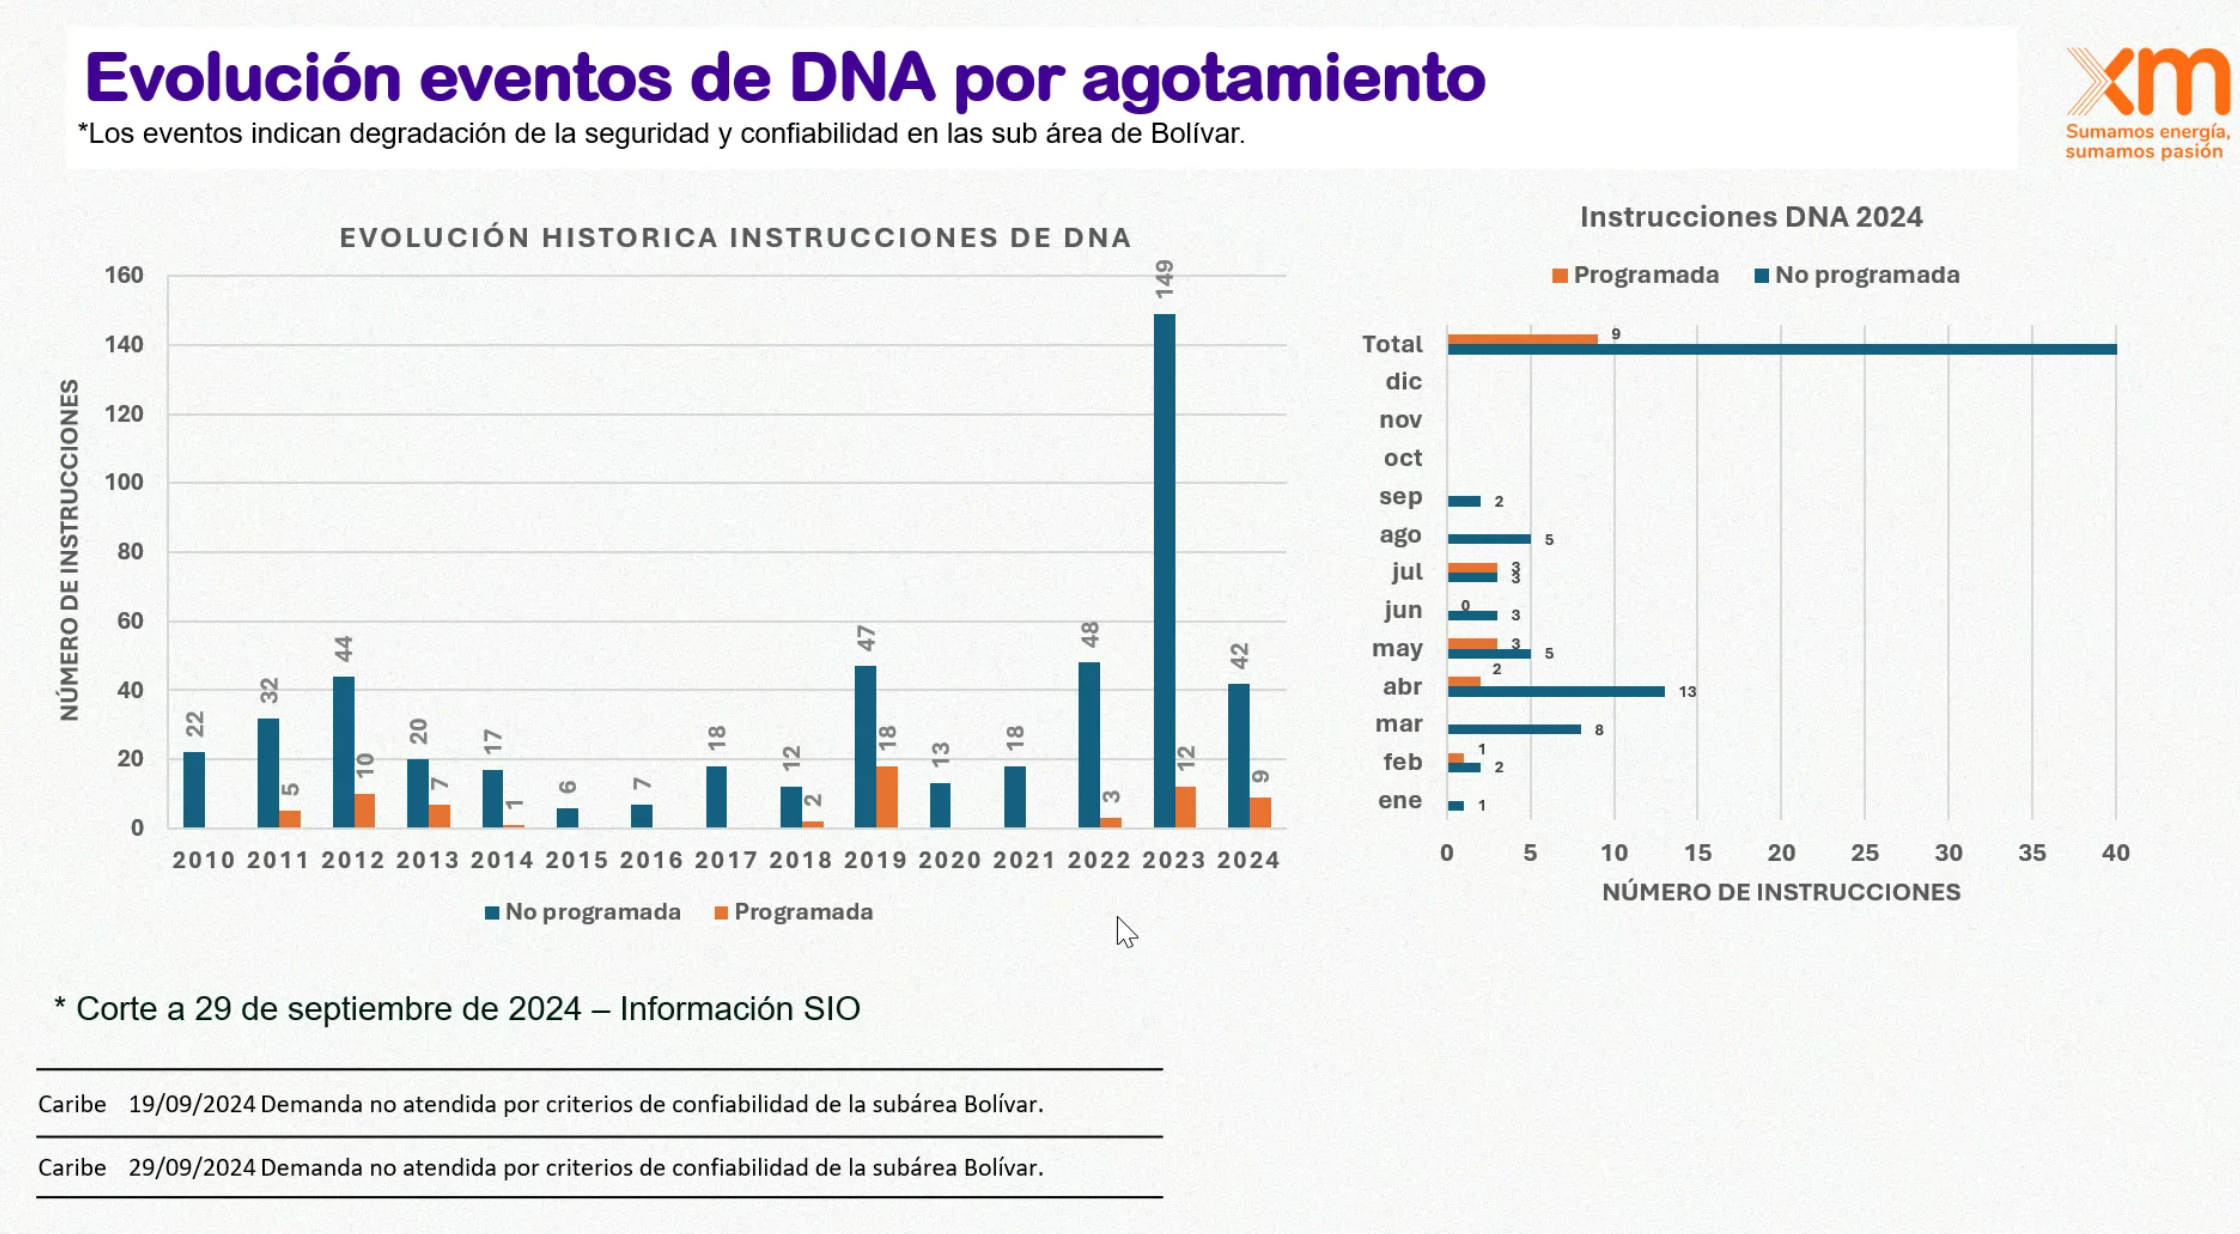 Evolución eventos de DNA por agotamiento
*Los eventos indican degradación de la seguridad y confiabilidad en las sub área de Bolívar.
xm
Sumamos energía,
sumamos pasión
EVOLUCIÓN HISTORICA INSTRUCCIONES DE DNA
NÚMERO DE INSTRUCCIONES
160
140
120
100
80
60
40
20
0
22
32
5
44
10
20
7
17
1
6
7
18
12
2
47
18
13
18
48
3
149
12
42
9
2010 2011 2012 2013 2014 2015 2016 2017 2018 2019 2020 2021 2022 2023 2024
No programada Programada
Instrucciones DNA 2024
Programada No programada
Total 9
dic
nov
oct
sep 2
ago 5
jul 3 3
jun 0 3
may 3 5
abr 2 13
mar 8
feb 1 2
ene 1
0 5 10 15 20 25 30 35 40
NÚMERO DE INSTRUCCIONES
* Corte a 29 de septiembre de 2024 – Información SIO
Caribe 19/09/2024 Demanda no atendida por criterios de confiabilidad de la subárea Bolívar.
Caribe 29/09/2024 Demanda no atendida por criterios de confiabilidad de la subárea Bolívar.